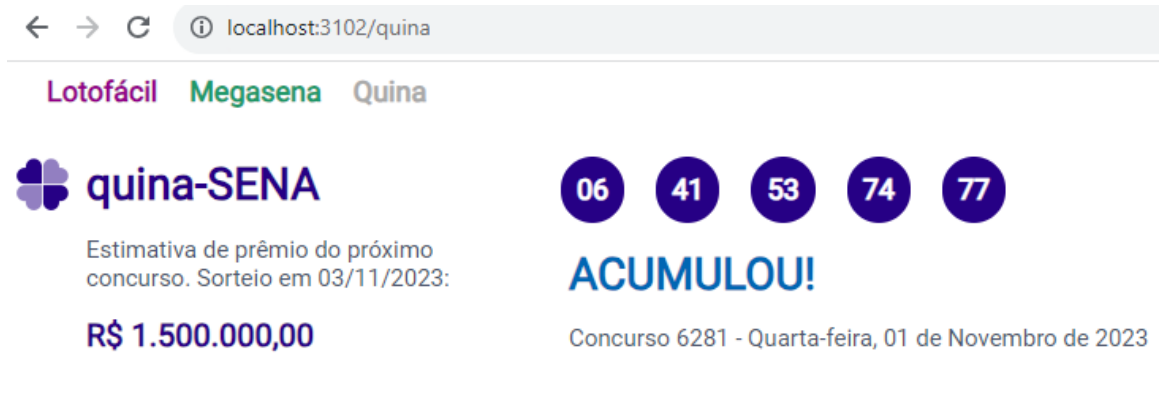 localhost:3102/quina
Lotofácil Megasena Quina
quina-SENA
Estimativa de prêmio do próximo
concurso. Sorteio em 03/11/2023:
R$ 1.500.000,00
06 41 53 74 77
ACUMULOU!
Concurso 6281 - Quarta-feira, 01 de Novembro de 2023